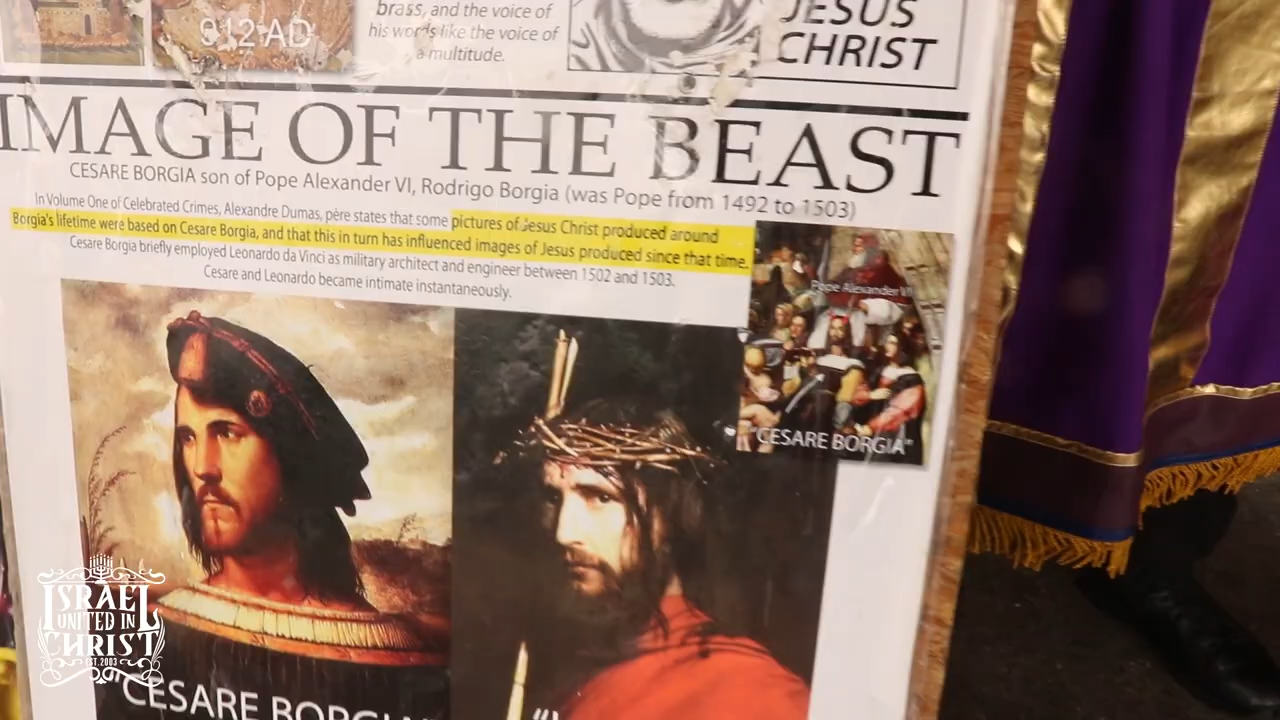 912 AD
brass, and the voice of
his words like the voice of
a multitude.
JESUS
CHRIST
IMAGE OF THE BEAST
CESARE BORGIA son of Pope Alexander VI, Rodrigo Borgia (was Pope from 1492 to 1503)
In Volume One of Celebrated Crimes, Alexandre Dumas, père states that some pictures of Jesus Christ produced around
Borgia's lifetime were based on Cesare Borgia, and that this in turn has influenced images of Jesus produced since that time.
Cesare Borgia briefly employed Leonardo da Vinci as military architect and engineer between 1502 and 1503.
Cesare and Leonardo became intimate instantaneously.
Pope Alexander VI
"CESARE BORGIA"
"CESARE BORGIA"
ISRAEL
UNITED IN
CHRIST
EST. 2003